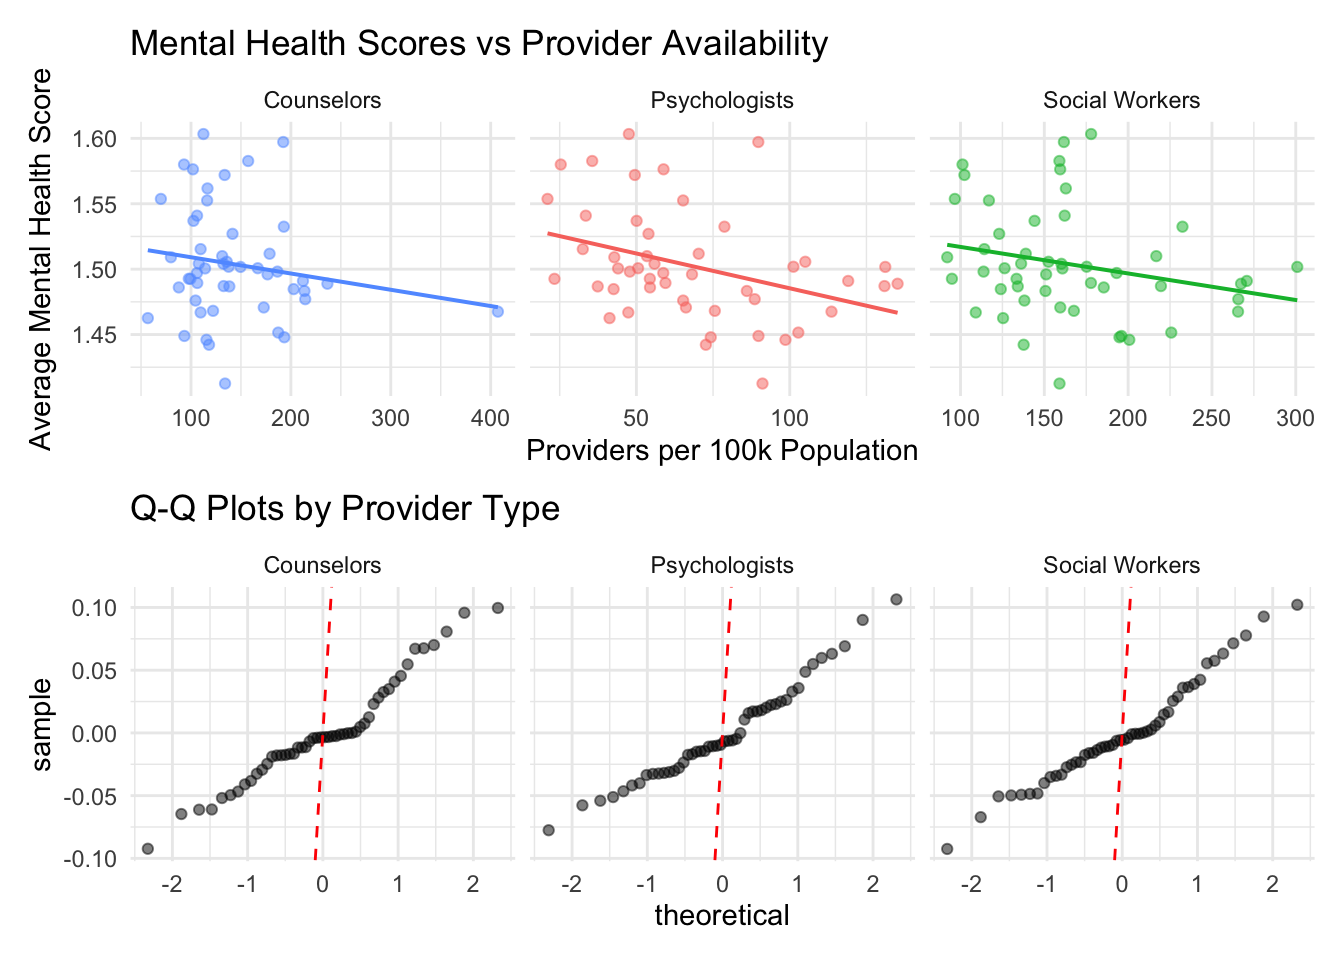 Mental Health Scores vs Provider Availability
Counselors Psychologists Social Workers
Average Mental Health Score
1.60
1.55
1.50
1.45
100 200 300 400 50 100 100 150 200 250 300
Providers per 100k Population
Q-Q Plots by Provider Type
Counselors Psychologists Social Workers
sample
0.10
0.05
0.00
-0.05
-0.10
-2 -1 0 1 2 -2 -1 0 1 2 -2 -1 0 1 2
theoretical